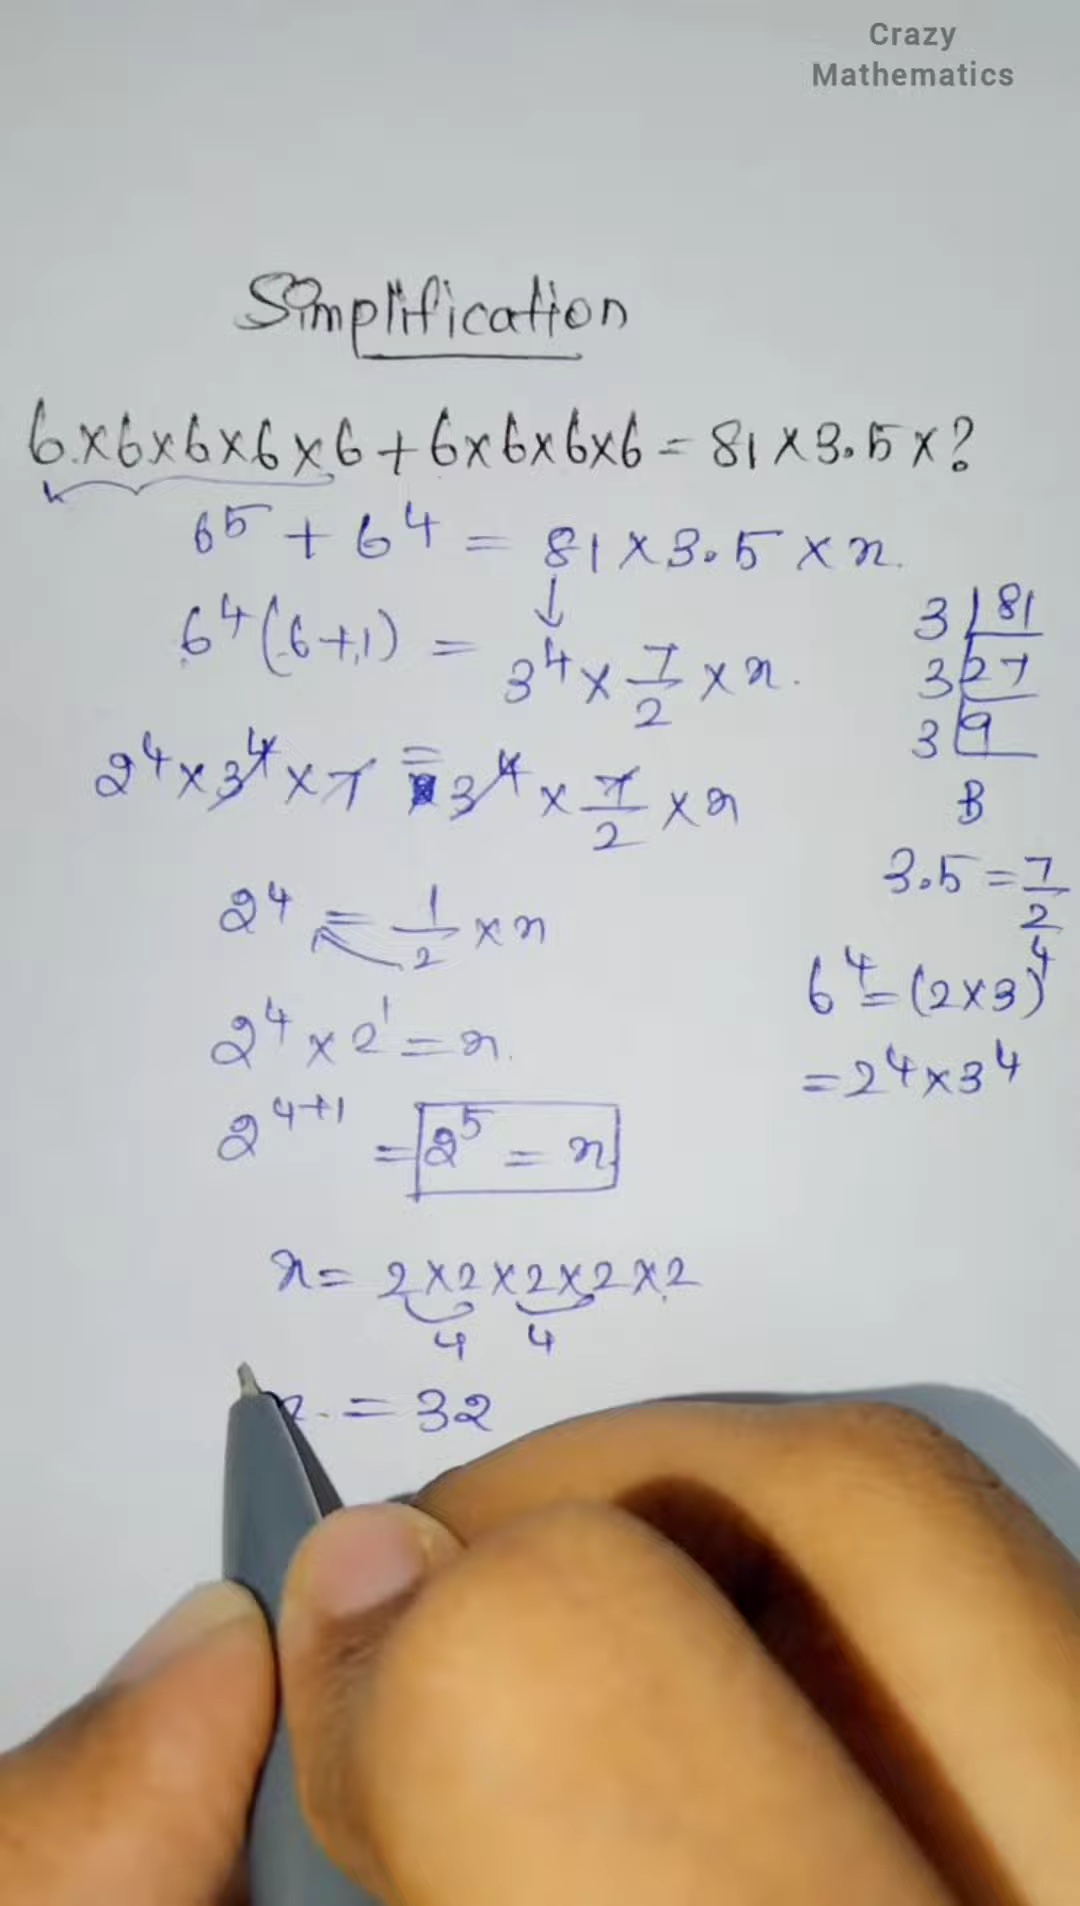 Crazy
Mathematics
Simplification
6×6×6×6×6+6×6×6×6=81×3.5×?
6⁵ + 6⁴ = 81×3.5×x.
6⁴(6+1) = 3⁴×7/2×x.
2⁴×3⁴×7 = 3⁴×7/2×x
2⁴ = 1/2×x
2⁴×2¹=x.
2⁴⁺¹ = 2⁵ = x
x= 2×2×2×2×2
4 4
= 32
3 81
3 27
3 9
3
3.5=7/2
6⁴=(2×3)⁴
=2⁴×3⁴